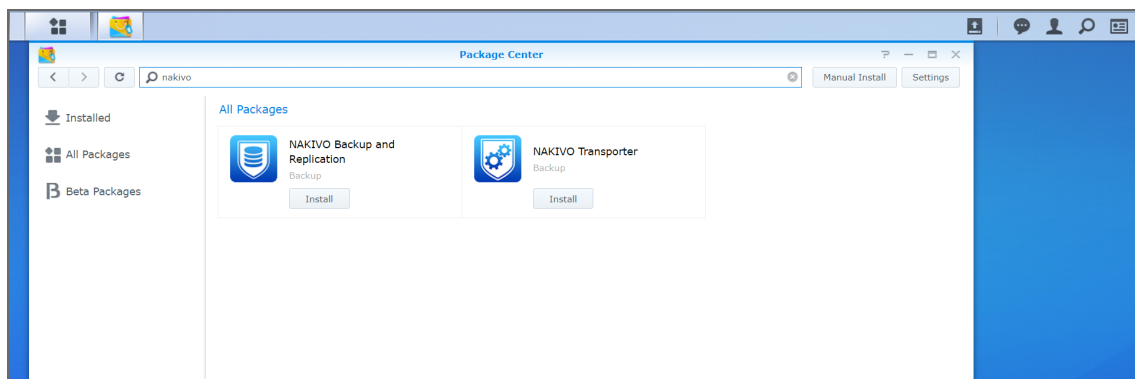 Package Center
nakivo
Manual Install
Settings
Installed
All Packages
Beta Packages
All Packages
NAKIVO Backup and
Replication
Backup
Install
NAKIVO Transporter
Backup
Install